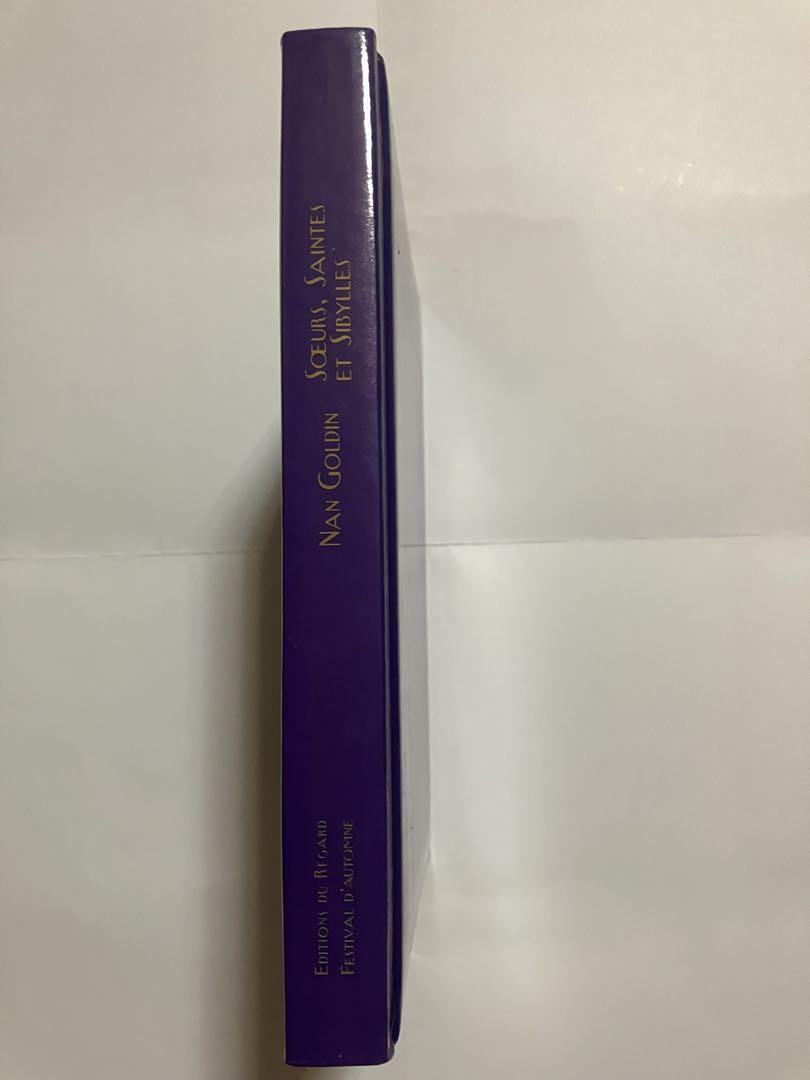 Nan Goldin
Sœurs, Saintes
et Sibylles
Editions du Regard
Festival d'Automne